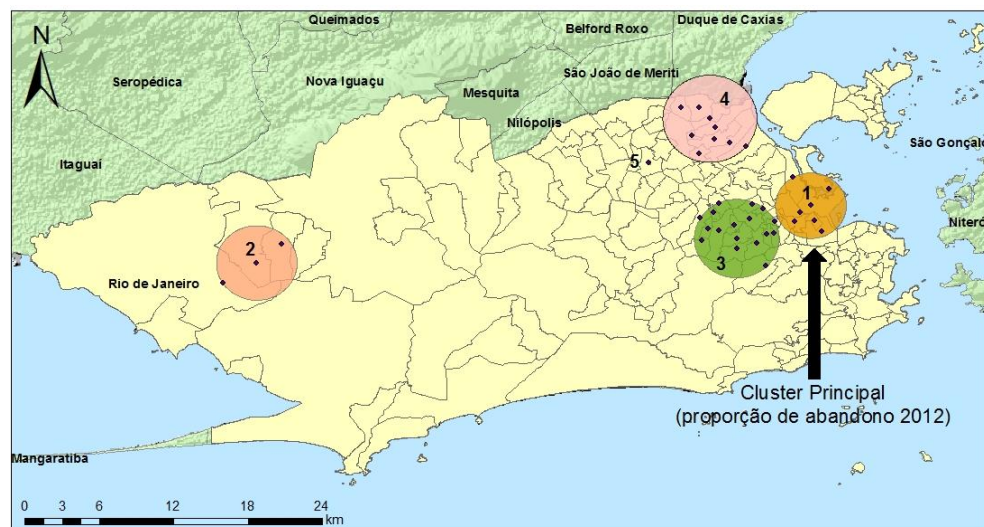 Queimados
Duque de Caxias
Belford Roxo
N
São João de Meriti
Seropédica
Nova Iguaçu
Mesquita
4
Nilópolis
São Gonçalo
Itaguaí
5
1
Niteró
2
3
Rio de Janeiro
Cluster Principal
(proporção de abandono 2012)
Mangaratiba
0 3 6 12 18 24
km